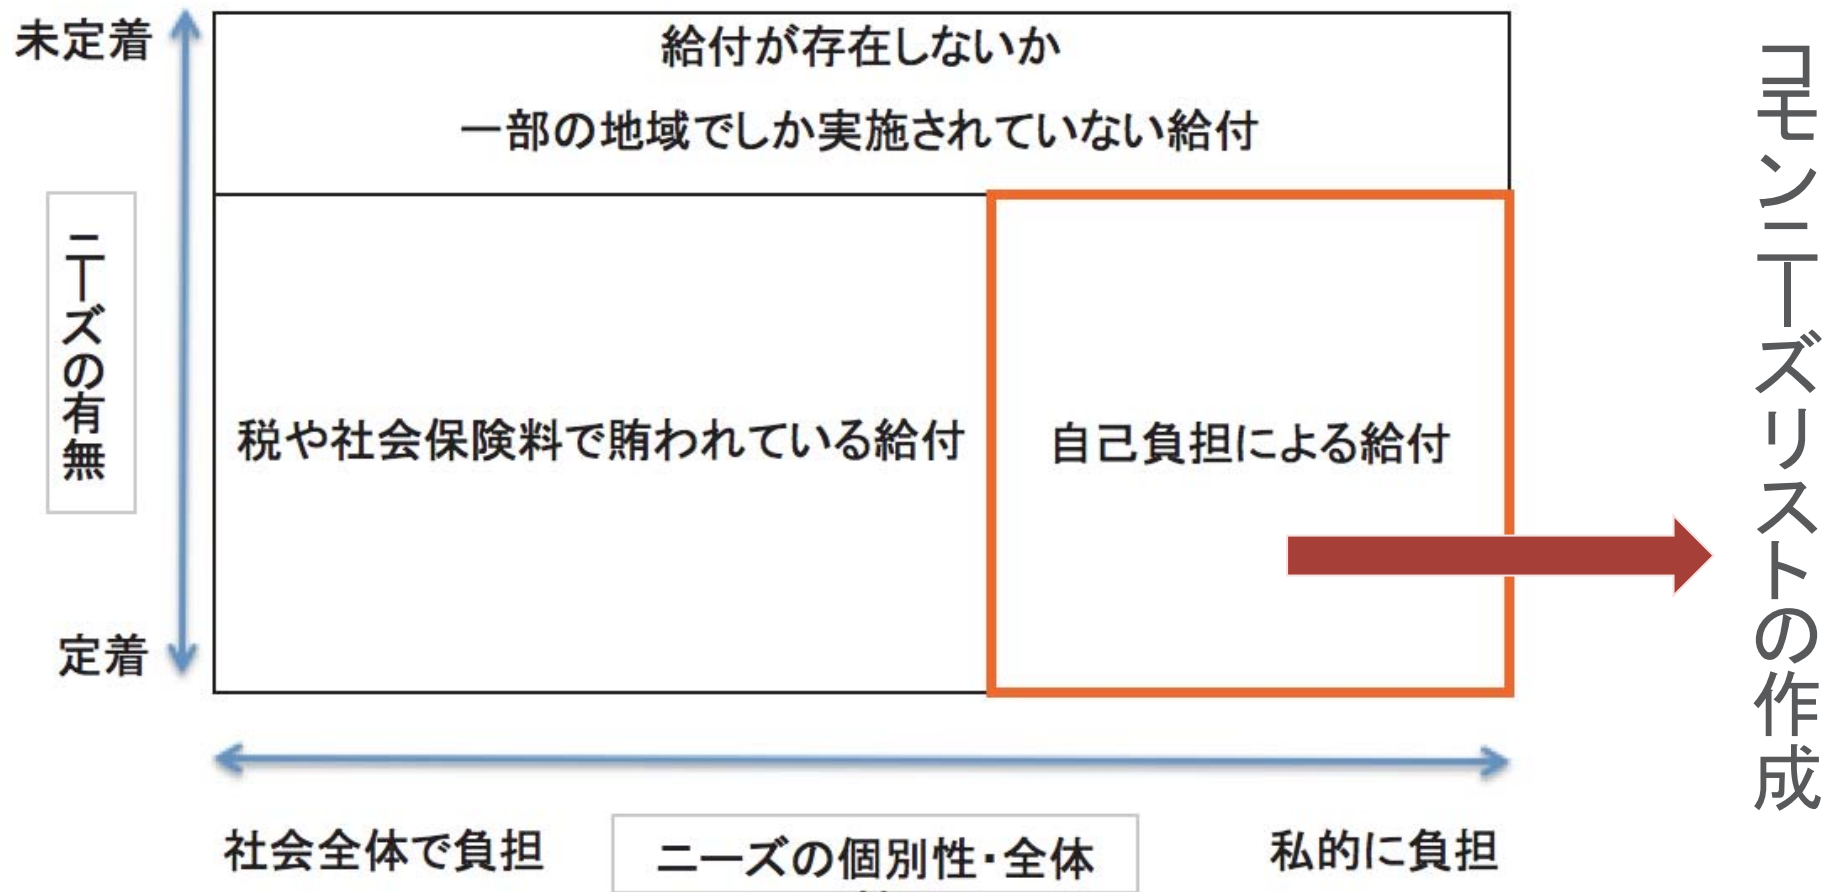 未定着
給付が存在しないか
一部の地域でしか実施されていない給付
ニーズの有無
税や社会保険料で賄われている給付
自己負担による給付
定着
社会全体で負担
ニーズの個別性・全体
私的に負担
コモンニーズリストの作成